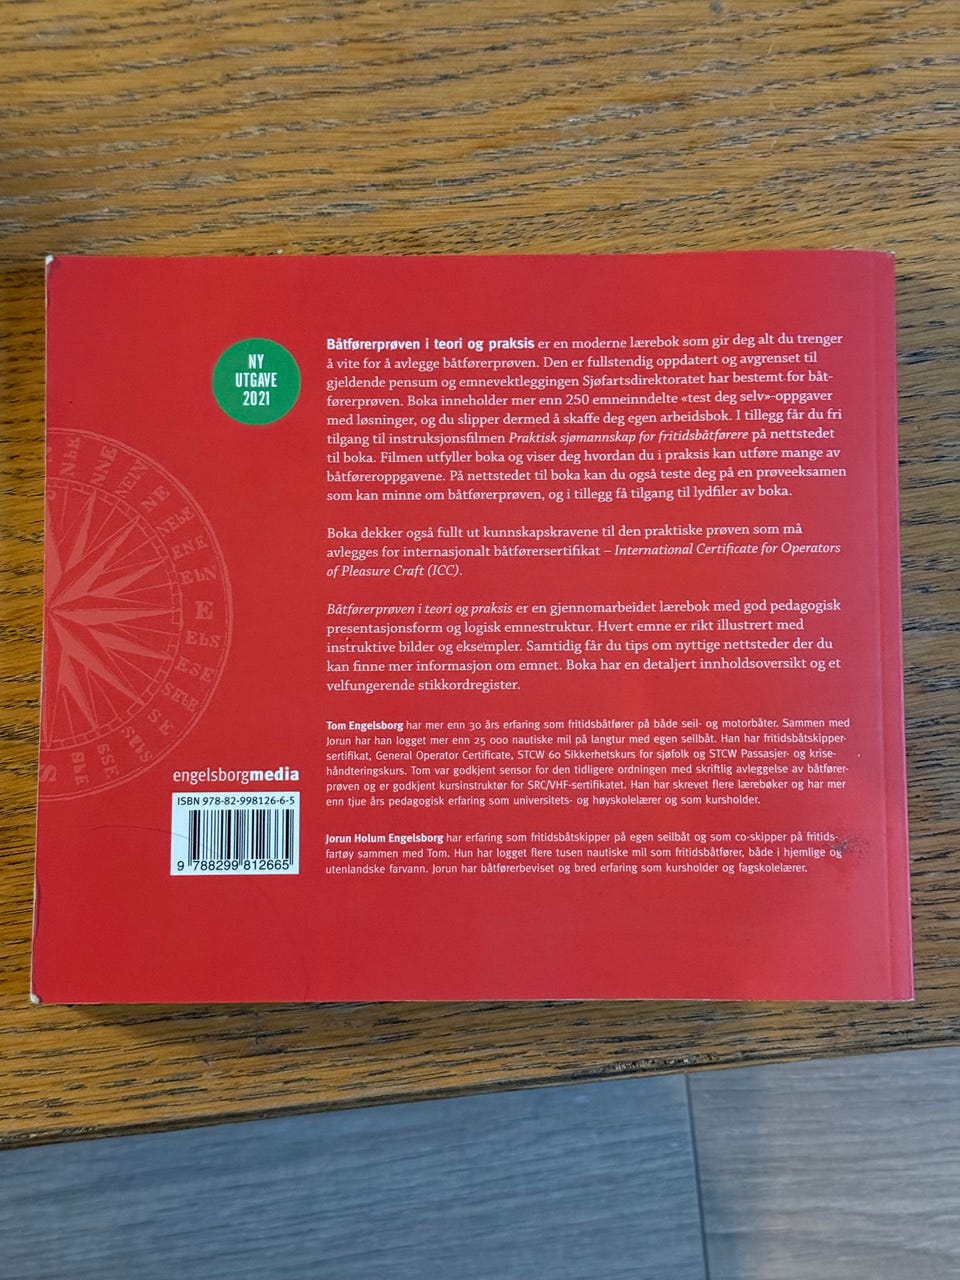 NY
UTGAVE
2021
Båtførerprøven i teori og praksis er en moderne lærebok som gir deg alt du trenger
å vite for å avlegge båtførerprøven. Den er fullstendig oppdatert og avgrenset til
gjeldende pensum og emnevektleggingen Sjøfartsdirektoratet har bestemt for båt-
førerprøven. Boka inneholder mer enn 250 emneinndelte «test deg selv»-oppgaver
med løsninger, og du slipper dermed å skaffe deg egen arbeidsbok. I tillegg får du fri
tilgang til instruksjonsfilmen Praktisk sjømannskap for fritidsbåtførere på nettstedet
til boka. Filmen utfyller boka og viser deg hvordan du i praksis kan utføre mange av
båtføreroppgavene. På nettstedet til boka kan du også teste deg på en prøveeksamen
som kan minne om båtførerprøven, og i tillegg få tilgang til lydfiler av boka.
Boka dekker også fullt ut kunnskapskravene til den praktiske prøven som må
avlegges for internasjonalt båtførersertifikat – International Certificate for Operators
of Pleasure Craft (ICC).
Båtførerprøven i teori og praksis er en gjennomarbeidet lærebok med god pedagogisk
presentasjonsform og logisk emnestruktur. Hvert emne er rikt illustrert med
instruktive bilder og eksempler. Samtidig får du tips om nyttige nettsteder der du
kan finne mer informasjon om emnet. Boka har en detaljert innholdsoversikt og et
velfungerende stikkordregister.
Tom Engelsborg har mer enn 30 års erfaring som fritidsbåtfører på både seil- og motorbåter. Sammen med
Jorun har han logget mer enn 25 000 nautiske mil på langtur med egen seilbåt. Han har fritidsbåtskipper-
sertifikat, General Operator Certificate, STCW 60 Sikkerhetskurs for sjøfolk og STCW Passasjer- og krise-
håndteringskurs. Tom var godkjent sensor for den tidligere ordningen med skriftlig avleggelse av båtfører-
prøven og er godkjent kursinstruktør for SRC/VHF-sertifikatet. Han har skrevet flere lærebøker og har mer
enn tjue års pedagogisk erfaring som universitets- og høyskolelærer og som kursholder.
Jorun Holum Engelsborg har erfaring som fritidsbåtskipper på egen seilbåt og som co-skipper på fritids-
fartøy sammen med Tom. Hun har logget flere tusen nautiske mil som fritidsbåtfører, både i hjemlige og
utenlandske farvann. Jorun har båtførerbeviset og bred erfaring som kursholder og fagskolelærer.
NbE
NNE
NEbN
NE
NEbE
ENE
EbN
E
EbS
ESE
SEbE
SE
SEbS
SSE
SbE
S
engelsborgmedia
ISBN 978-82-998126-6-5
9 788299 812665